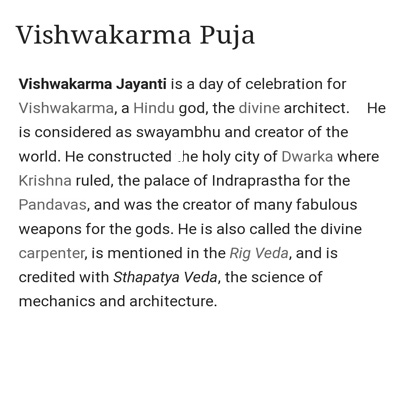 Vishwakarma Puja
Vishwakarma Jayanti is a day of celebration for
Vishwakarma, a Hindu god, the divine architect. He
is considered as swayambhu and creator of the
world. He constructed .he holy city of Dwarka where
Krishna ruled, the palace of Indraprastha for the
Pandavas, and was the creator of many fabulous
weapons for the gods. He is also called the divine
carpenter, is mentioned in the Rig Veda, and is
credited with Sthapatya Veda, the science of
mechanics and architecture.